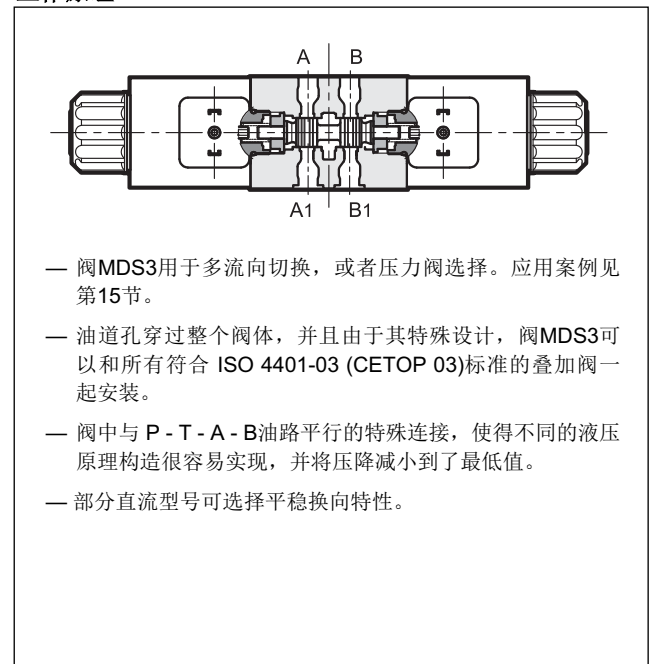 A B
A1 B1
— 阀MDS3用于多流向切换，或者压力阀选择。应用案例见
第15节。
— 油道孔穿过整个阀体，并且由于其特殊设计，阀MDS3可
以和所有符合 ISO 4401-03 (CETOP 03)标准的叠加阀一
起安装。
— 阀中与 P - T - A - B油路平行的特殊连接，使得不同的液压
原理构造很容易实现，并将压降减小到了最低值。
— 部分直流型号可选择平稳换向特性。